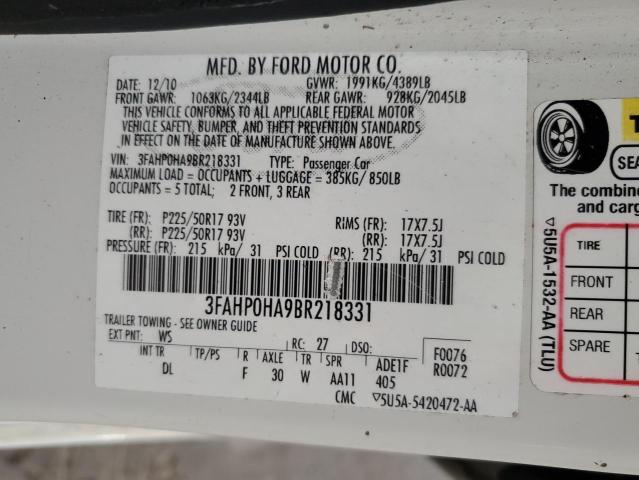 MFD. BY FORD MOTOR CO.
DATE: 12/10 GVWR: 1991KG/4389LB
FRONT GAWR: 1063KG/2344LB REAR GAWR: 928KG/2045LB
THIS VEHICLE CONFORMS TO ALL APPLICABLE FEDERAL MOTOR
VEHICLE SAFETY, BUMPER, AND THEFT PREVENTION STANDARDS
IN EFFECT ON THE DATE OF MANUFACTURE SHOWN ABOVE.
VIN: 3FAHP0HA9BR218331 TYPE: Passenger Car
MAXIMUM LOAD = OCCUPANTS + LUGGAGE = 385KG/ 850LB
OCCUPANTS = 5 TOTAL; 2 FRONT, 3 REAR
TIRE (FR): P225/50R17 93V RIMS (FR): 17X7.5J
(RR): P225/50R17 93V (RR): 17X7.5J
PRESSURE (FR): 215 kPa/ 31 PSI COLD (RR): 215 kPa/ 31 PSI COLD
3FAHP0HA9BR218331
TRAILER TOWING - SEE OWNER GUIDE
EXT PNT: WS RC: 27 DSO: F0076
R0072
INT TR TP/PS R AXLE TR SPR ADE1F
DL F 30 W AA11 405
CMC ▽5U5A-5420472-AA
▽5U5A-1532-AA (TLU)
SEA
The combine
and carg
TIRE
FRONT
REAR
SPARE